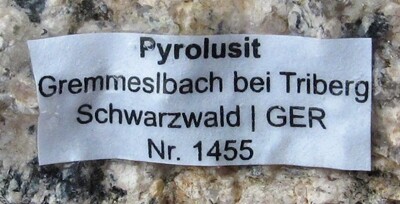 Pyrolusit
Gremmeslbach bei Triberg
Schwarzwald | GER
Nr. 1455